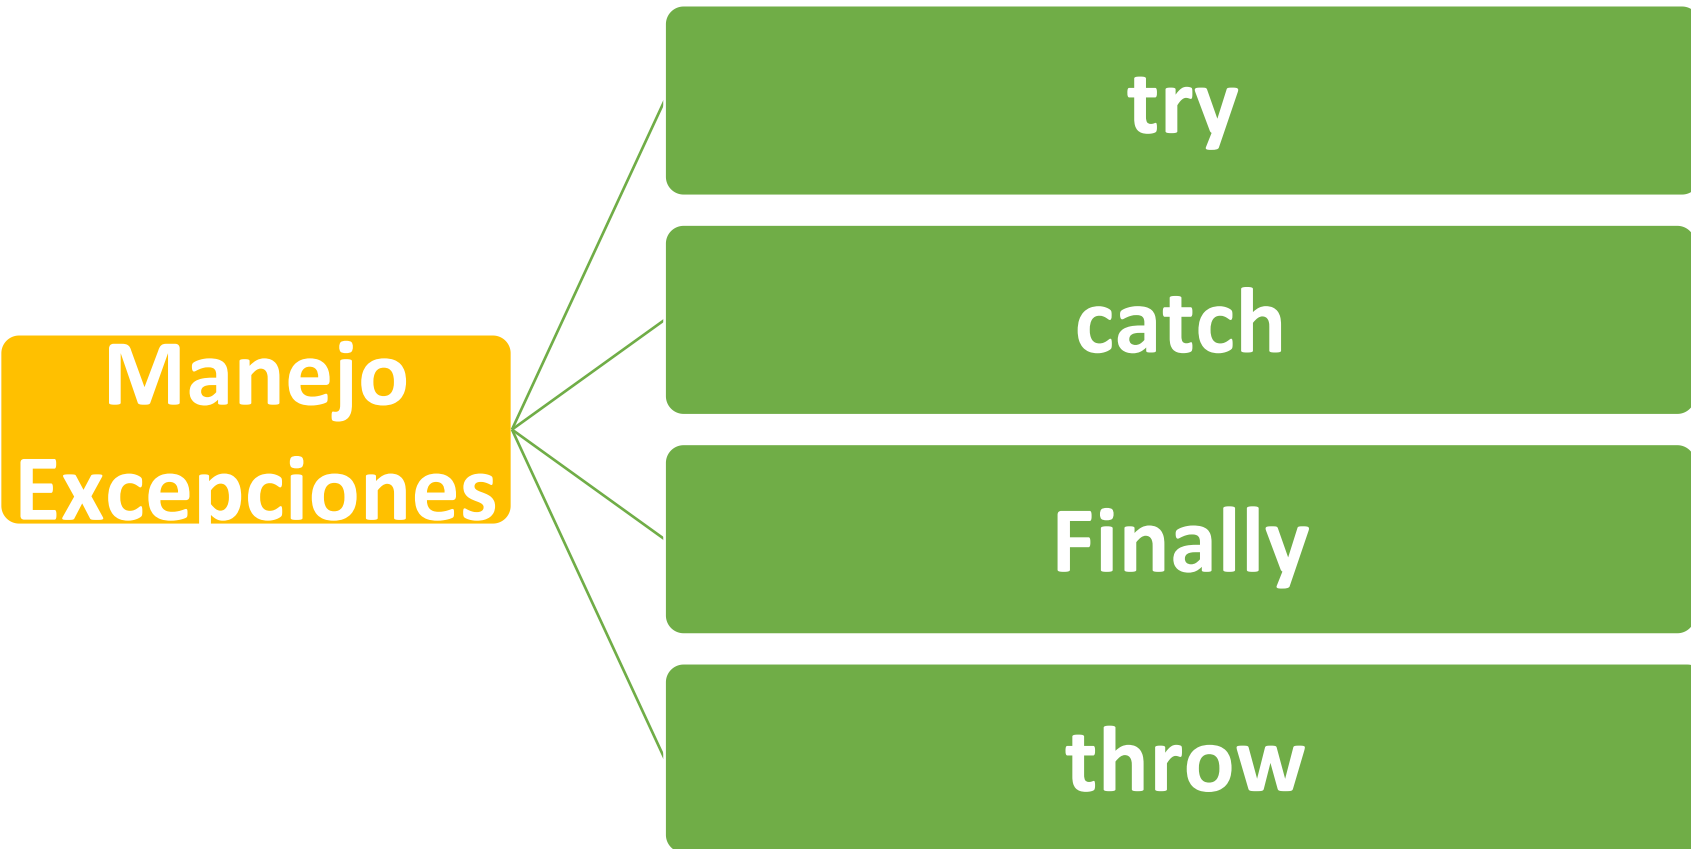 Manejo
Excepciones
try
catch
Finally
throw